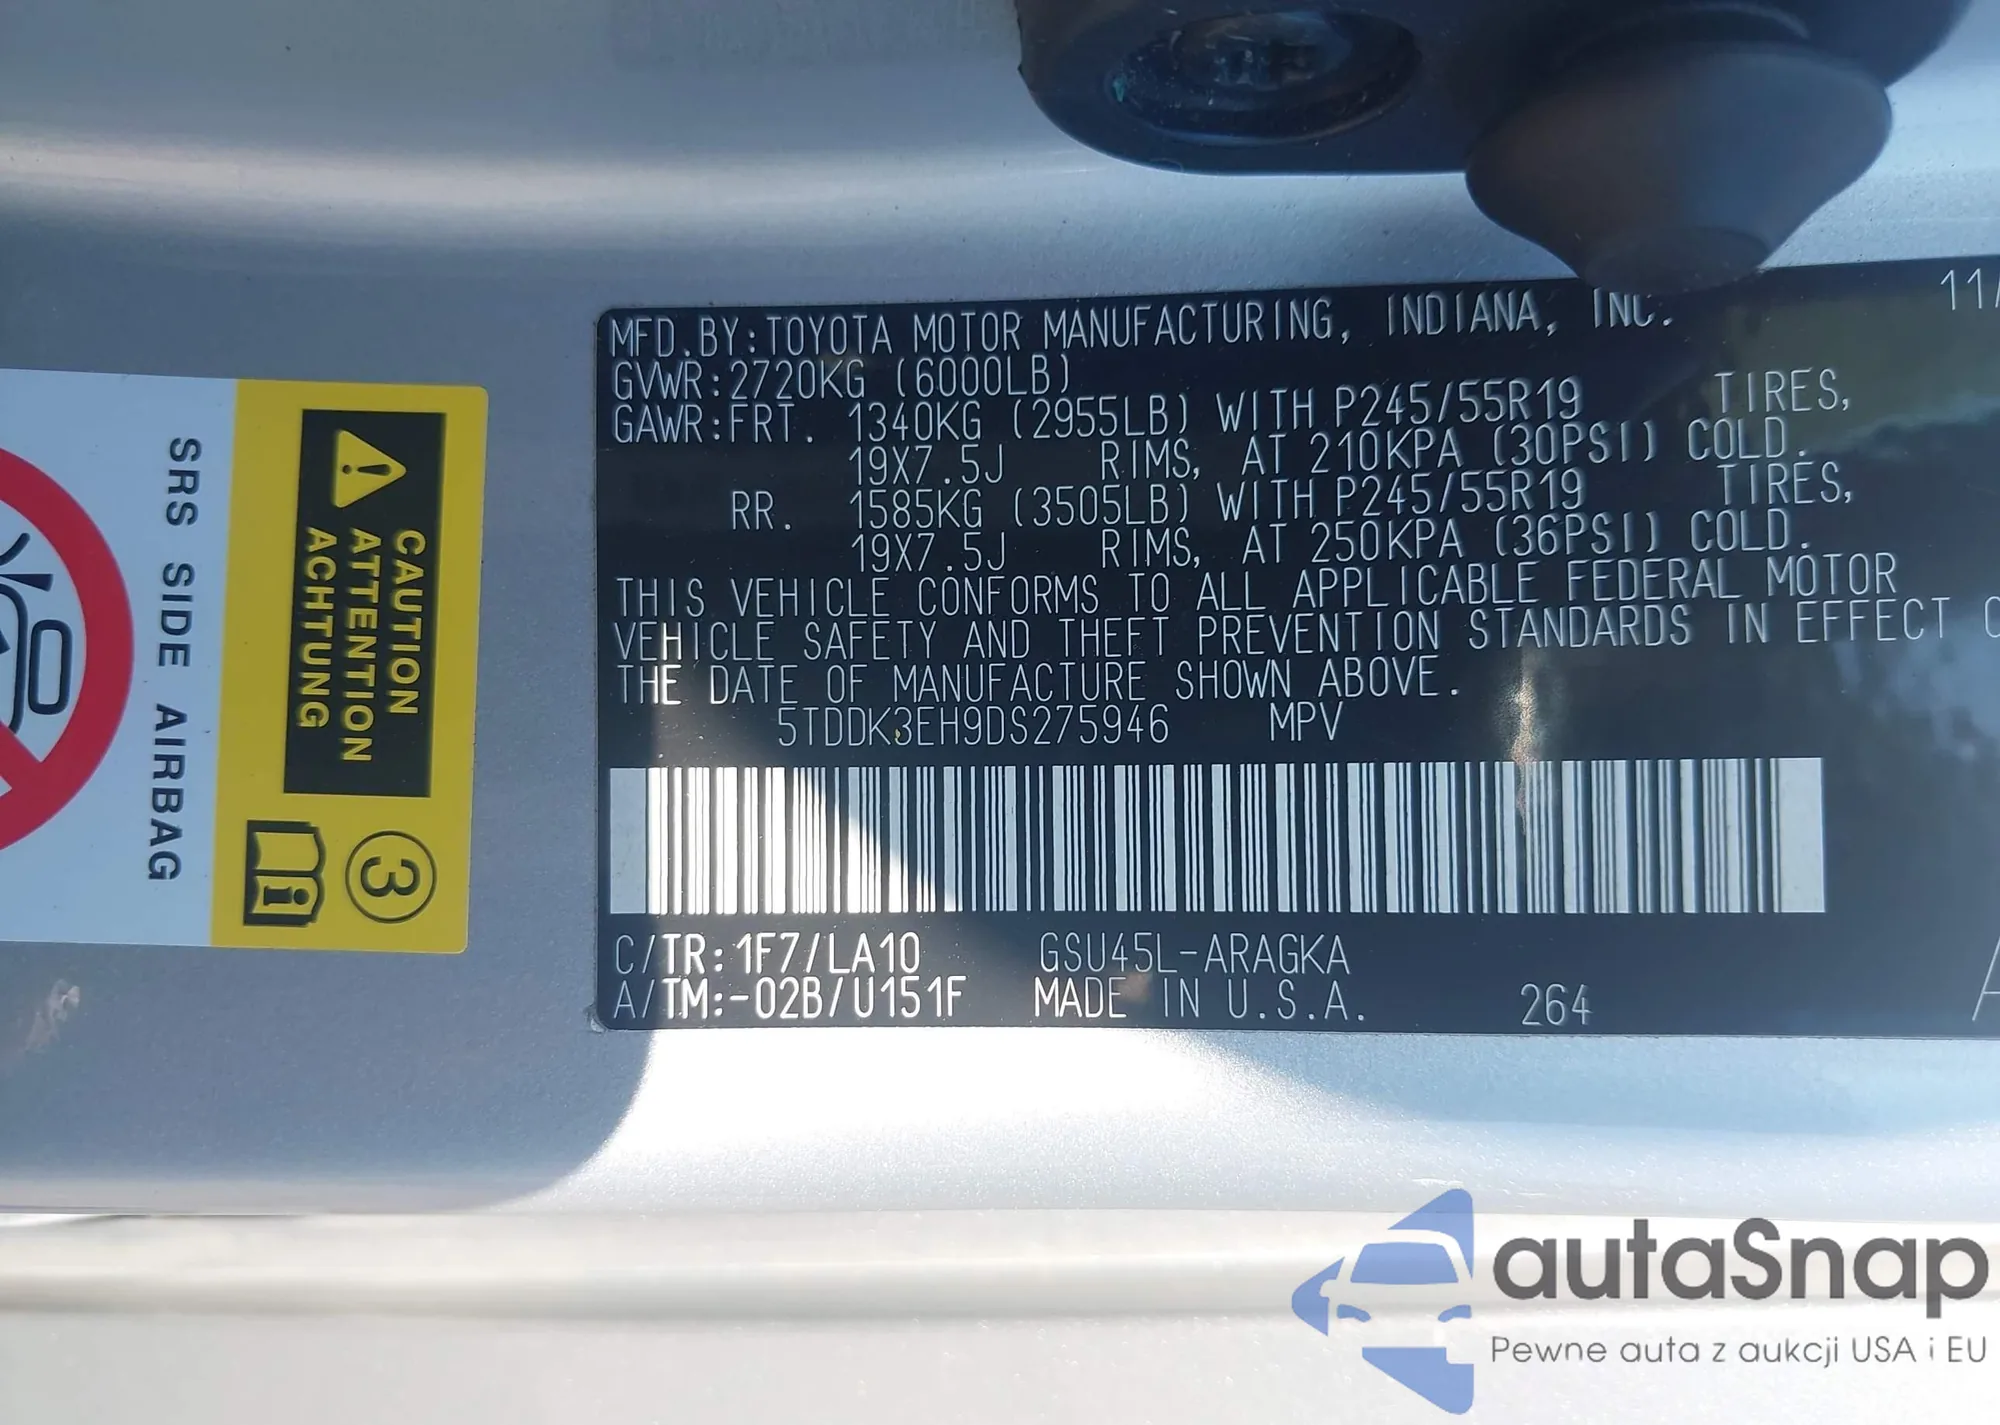 MFD.BY:TOYOTA MOTOR MANUFACTURING, INDIANA, INC. 11/
GVWR:2720KG (6000LB)
GAWR:FRT. 1340KG (2955LB) WITH P245/55R19 TIRES,
19X7.5J RIMS, AT 210KPA (30PSI) COLD.
RR. 1585KG (3505LB) WITH P245/55R19 TIRES,
19X7.5J RIMS, AT 250KPA (36PSI) COLD.
THIS VEHICLE CONFORMS TO ALL APPLICABLE FEDERAL MOTOR
VEHICLE SAFETY AND THEFT PREVENTION STANDARDS IN EFFECT
THE DATE OF MANUFACTURE SHOWN ABOVE.
5TDDK3EH9DS275946 MPV
C/TR:1F7/LA10 GSU45L-ARAGKA
A/TM:-02B/U151F MADE IN U.S.A. 264
CAUTION
ATTENTION
ACHTUNG
3
SRS SIDE AIRBAG
autaSnap
Pewne auta z aukcji USA i EU